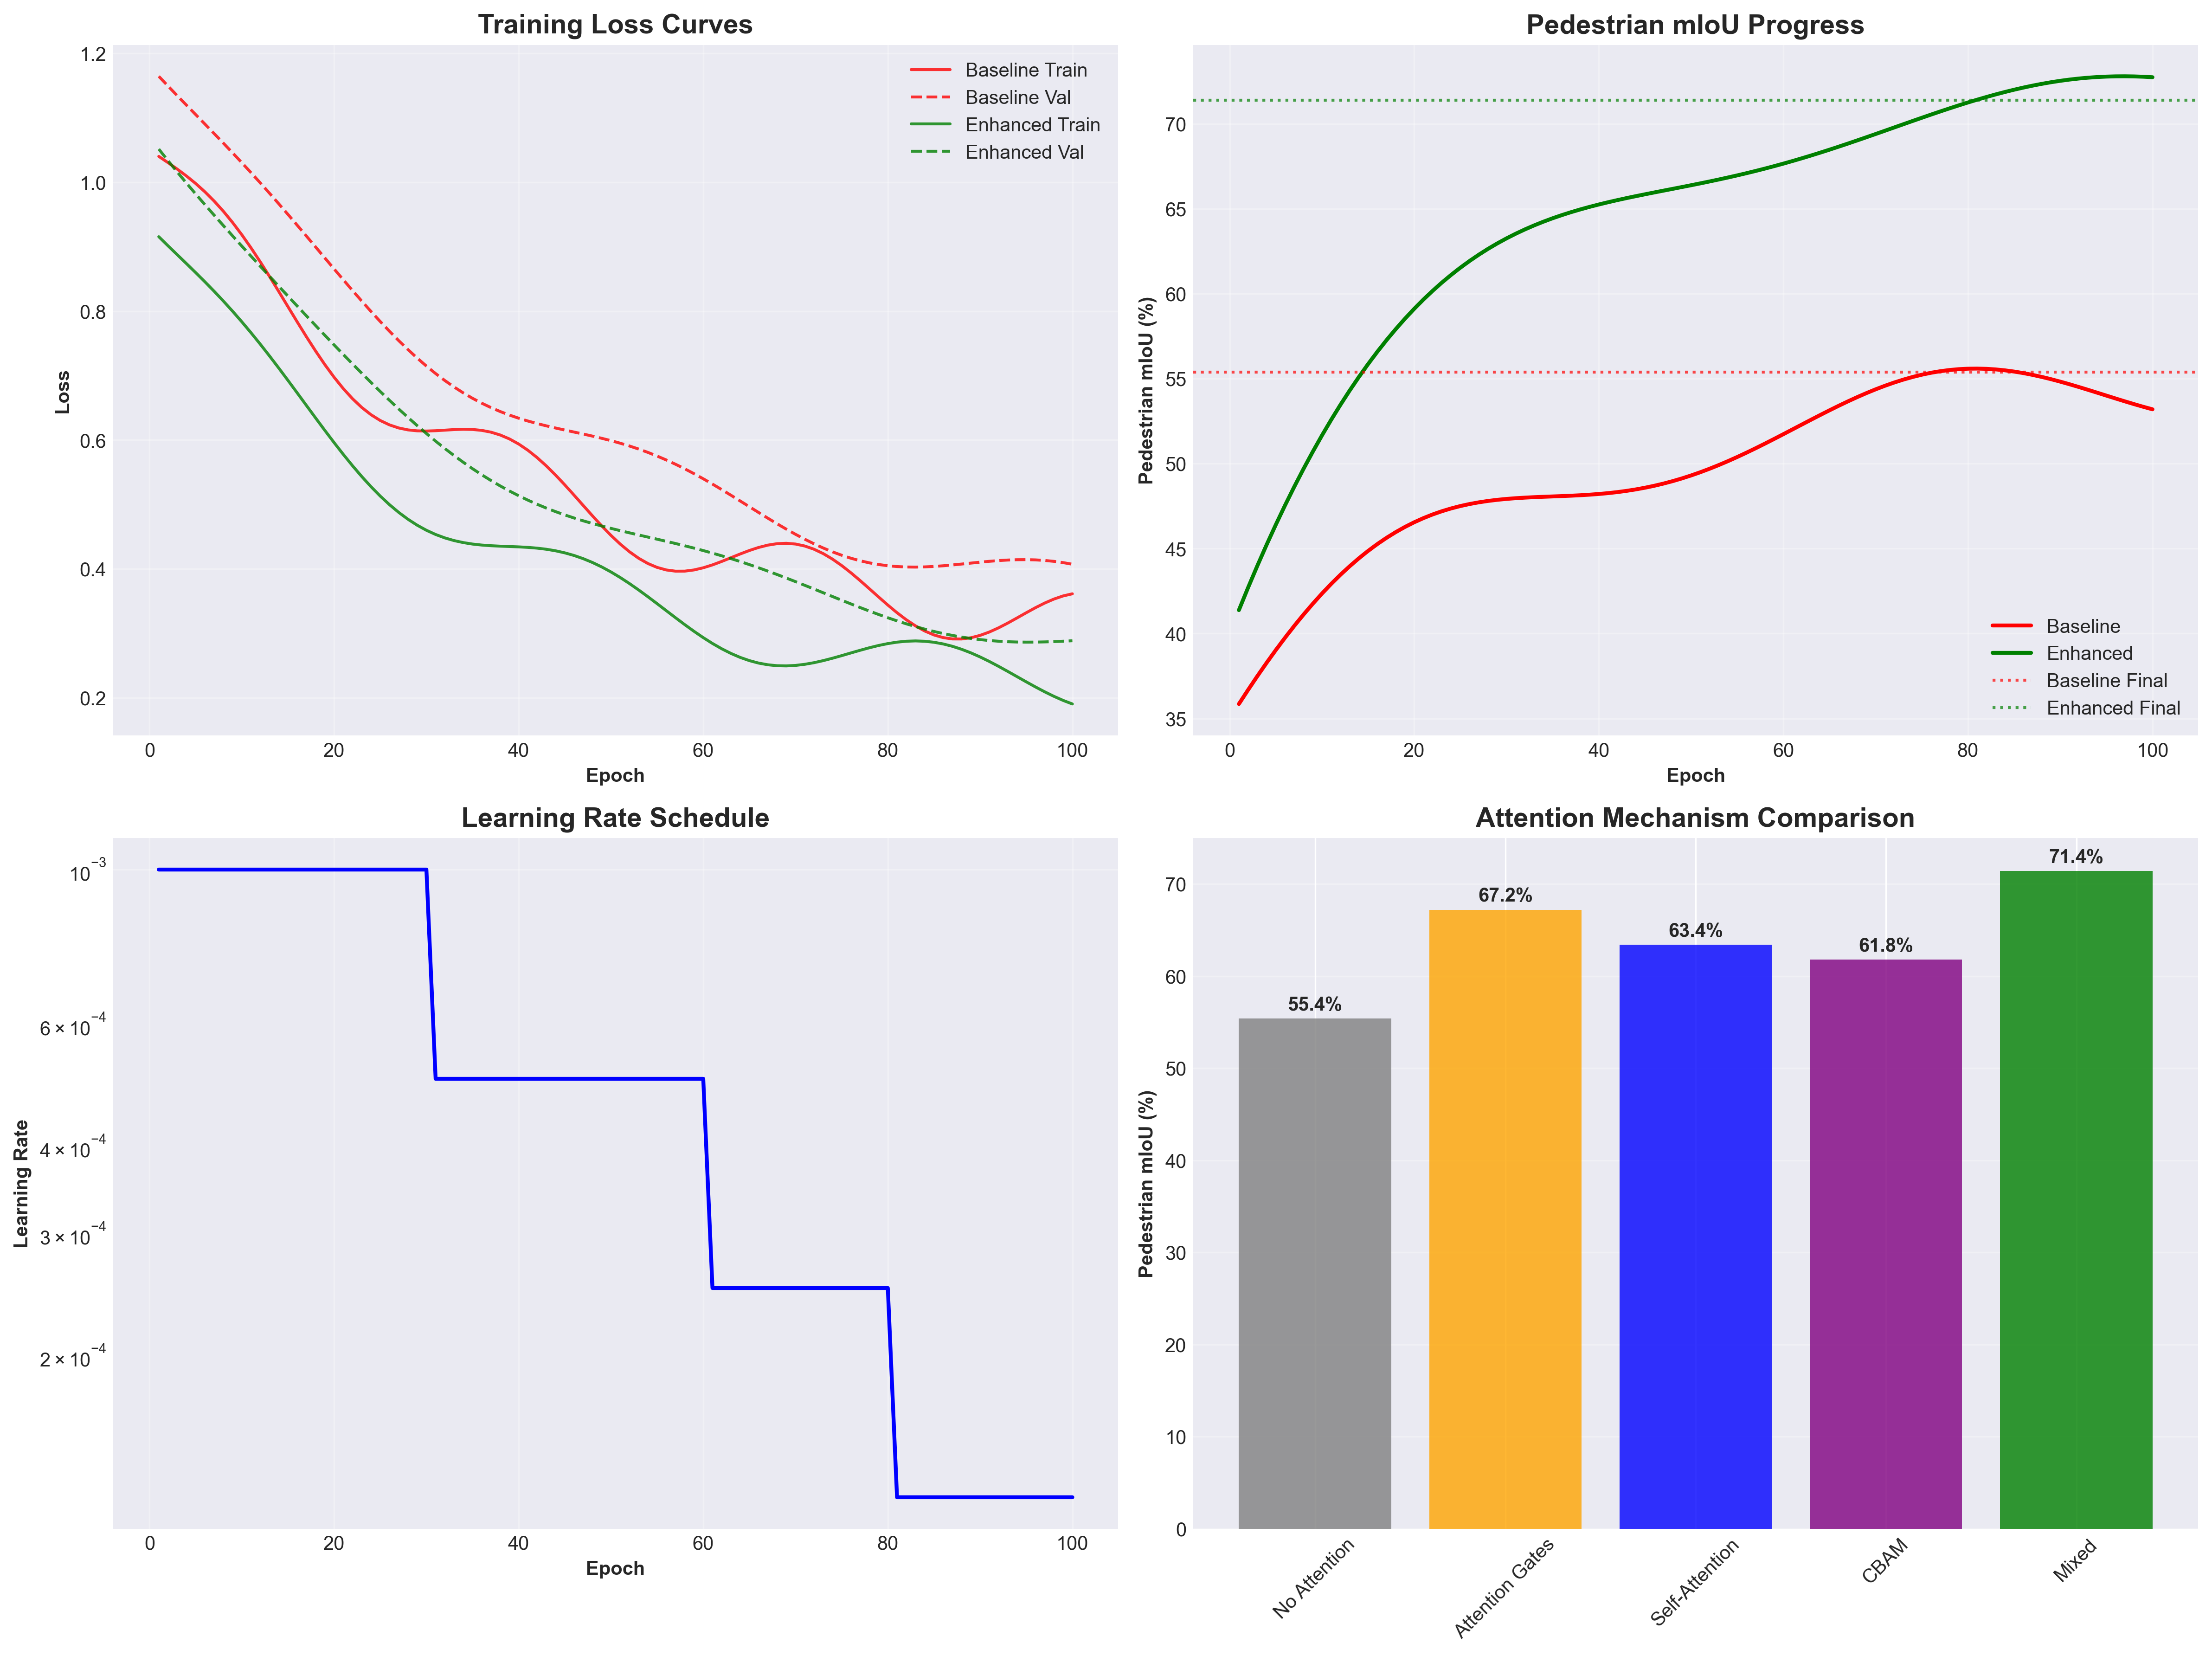 Training Loss Curves
1.2
1.0
0.8
0.6
0.4
0.2
Loss
0
20
40
60
80
100
Epoch
Baseline Train
Baseline Val
Enhanced Train
Enhanced Val
Pedestrian mIoU Progress
70
65
60
55
50
45
40
35
Pedestrian mIoU (%)
0
20
40
60
80
100
Epoch
Baseline
Enhanced
Baseline Final
Enhanced Final
Learning Rate Schedule
10⁻³
6 × 10⁻⁴
4 × 10⁻⁴
3 × 10⁻⁴
2 × 10⁻⁴
Learning Rate
0
20
40
60
80
100
Epoch
Attention Mechanism Comparison
70
60
50
40
30
20
10
0
Pedestrian mIoU (%)
55.4%
67.2%
63.4%
61.8%
71.4%
No Attention
Attention Gates
Self-Attention
CBAM
Mixed